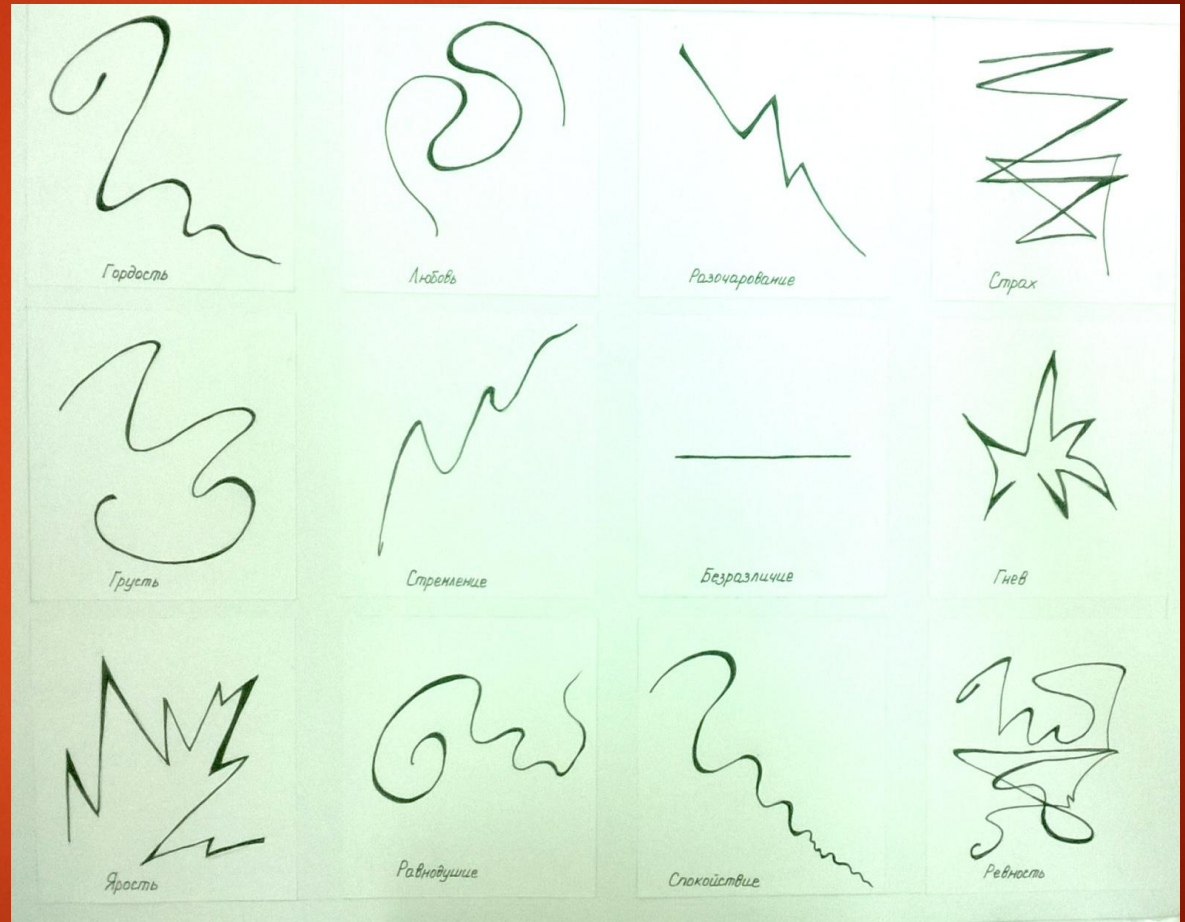 Гордость
Любовь
Разочарование
Страх
Грусть
Стремление
Безразличие
Гнев
Ярость
Равнодушие
Спокойствие
Ревность